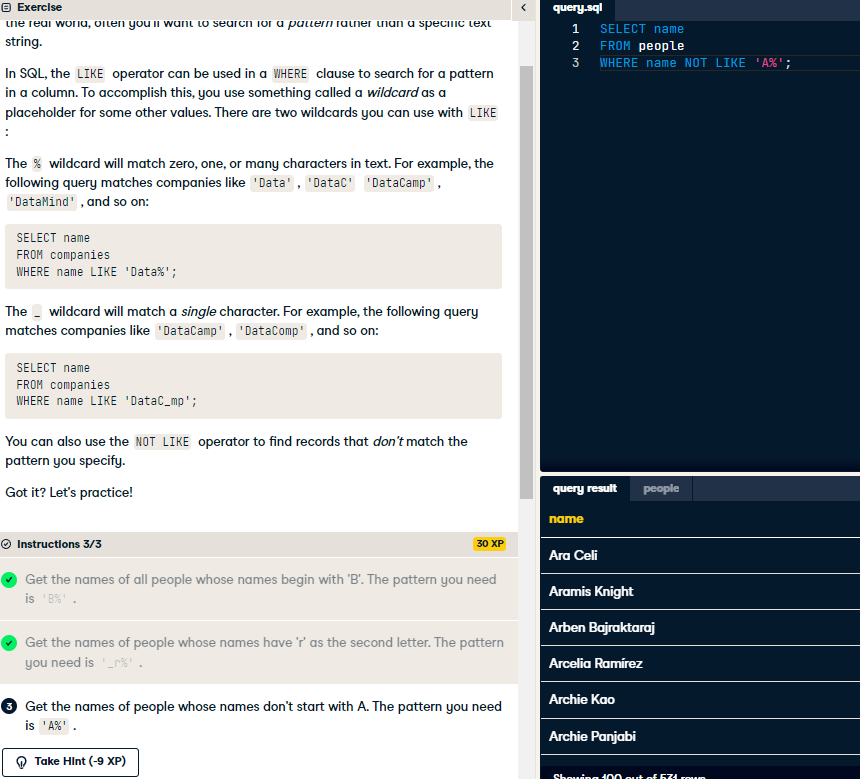 Exercise
the real world, often you'll want to search for a pattern rather than a specific text
string.
In SQL, the LIKE operator can be used in a WHERE clause to search for a pattern
in a column. To accomplish this, you use something called a wildcard as a
placeholder for some other values. There are two wildcards you can use with LIKE
:
The % wildcard will match zero, one, or many characters in text. For example, the
following query matches companies like 'Data' , 'DataC' 'DataCamp' ,
'DataMind' , and so on:
SELECT name
FROM companies
WHERE name LIKE 'Data%';
The _ wildcard will match a single character. For example, the following query
matches companies like 'DataCamp' , 'DataComp' , and so on:
SELECT name
FROM companies
WHERE name LIKE 'DataC_mp';
You can also use the NOT LIKE operator to find records that don't match the
pattern you specify.
Got it? Let's practice!
Instructions 3/3
30 XP
Get the names of all people whose names begin with 'B'. The pattern you need
is 'B%' .
Get the names of people whose names have 'r' as the second letter. The pattern
you need is '_r%' .
3 Get the names of people whose names don't start with A. The pattern you need
is 'A%' .
Take Hint (-9 XP)
query.sql
1 SELECT name
2 FROM people
3 WHERE name NOT LIKE 'A%';
query result
people
name
Ara Celi
Aramis Knight
Arben Bajraktaraj
Arcelia Ramírez
Archie Kao
Archie Panjabi
Showing 100 out of 531 rows